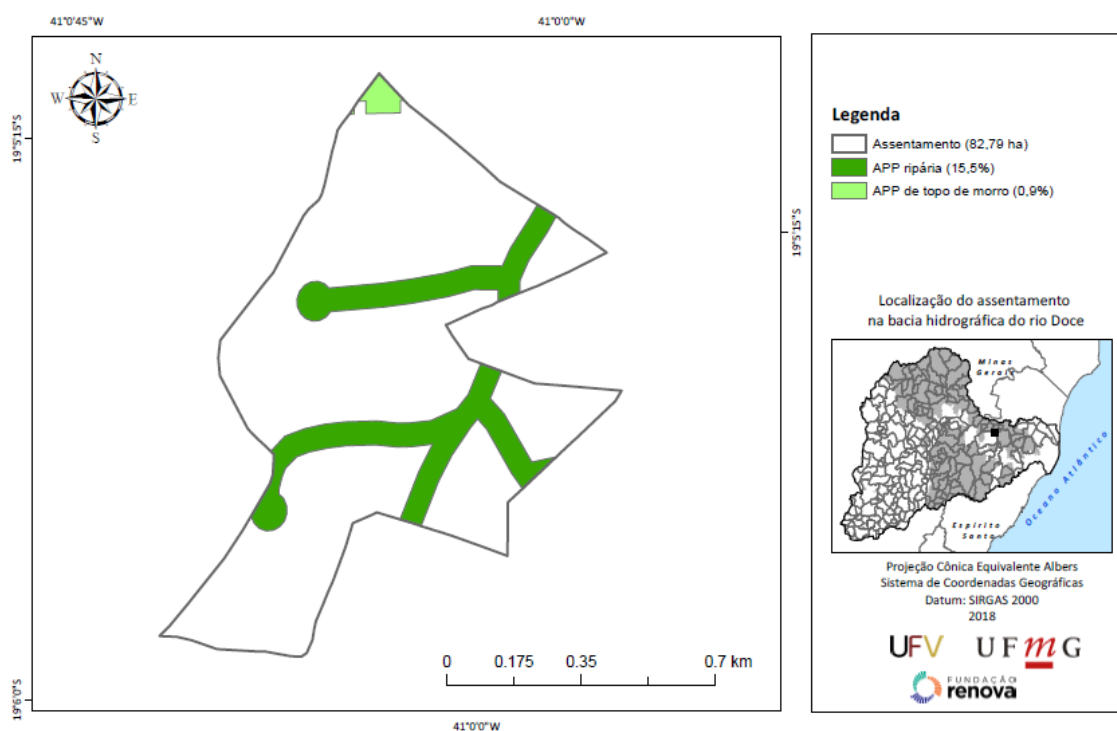 41°0'45"W
41°0'0"W
N
W
E
S
19°5'15"S
19°5'15"S
19°6'0"S
41°0'0"W
0
0.175
0.35
0.7 km
Legenda
Assentamento (82,79 ha)
APP ripária (15,5%)
APP de topo de morro (0,9%)
Localização do assentamento
na bacia hidrográfica do rio Doce
Minas
Gerais
Oceano Atlântico
Espírito
Santo
Projeção Cônica Equivalente Albers
Sistema de Coordenadas Geográficas
Datum: SIRGAS 2000
2018
UFV
UFmG
FUNDAÇÃO
renova